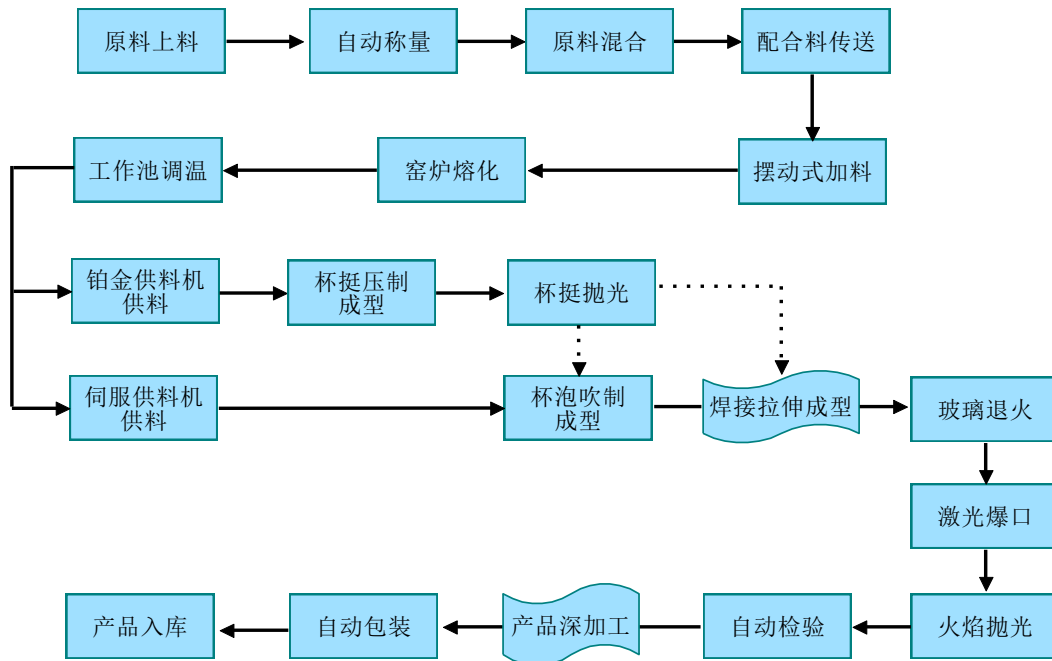 原料上料
自动称量
原料混合
配合料传送
工作池调温
窑炉熔化
摆动式加料
铂金供料机
供料
杯挺压制
成型
杯挺抛光
伺服供料机
供料
杯泡吹制
成型
焊接拉伸成型
玻璃退火
激光爆口
产品入库
自动包装
产品深加工
自动检验
火焰抛光